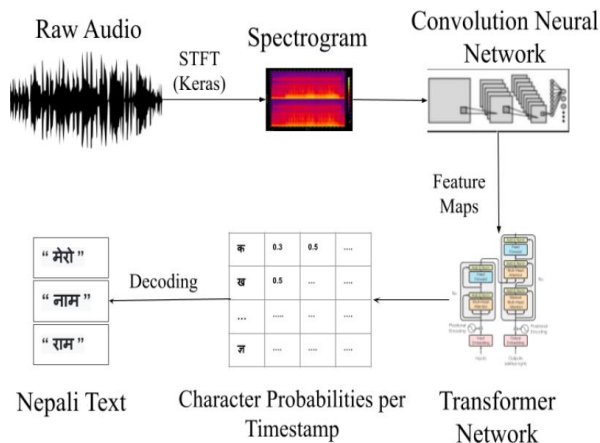 Raw Audio
STFT
(Keras)
Spectrogram
Convolution Neural
Network
Feature
Maps
“ मेरो ”
“ नाम ”
“ राम ”
Decoding
क 0.3 0.5 ....
ख 0.5 ... ....
... ..... ... ...
ज्ञ .... .... ....
Nepali Text
Character Probabilities per
Timestamp
Transformer
Network